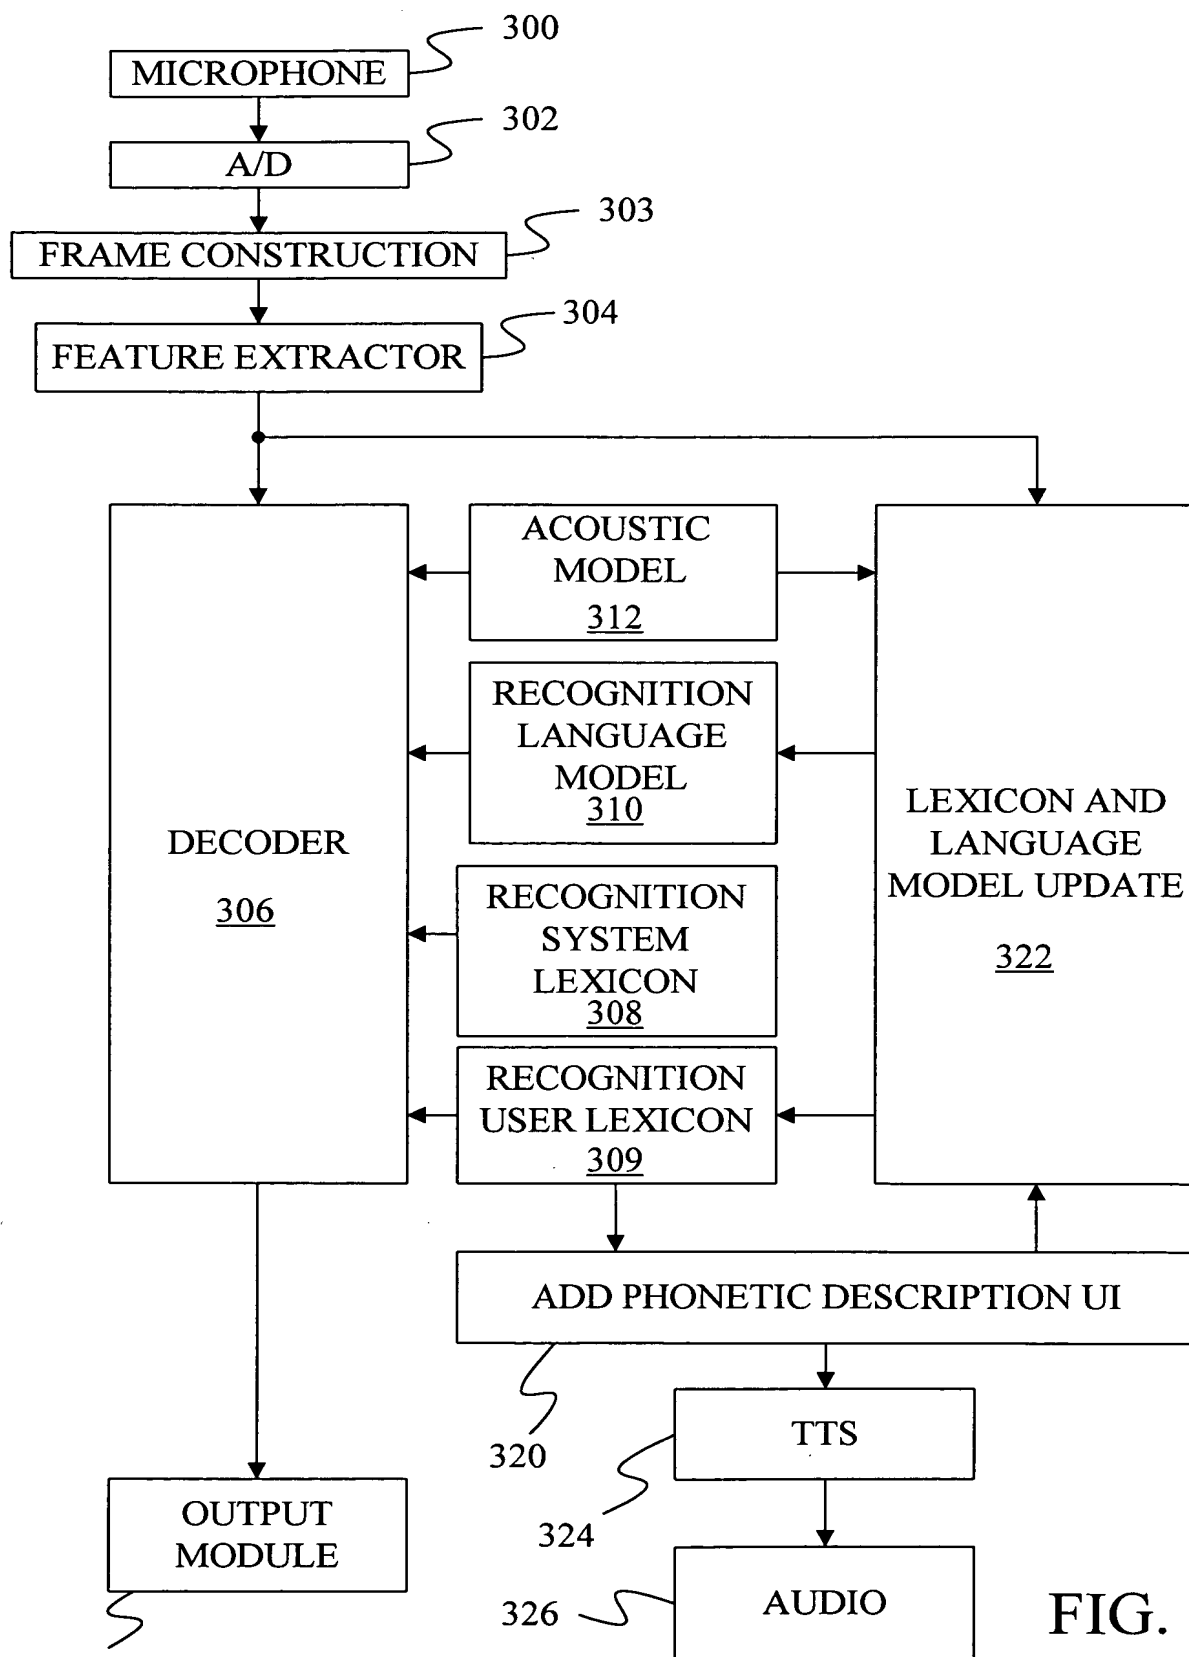 300
MICROPHONE
302
A/D
303
FRAME CONSTRUCTION
304
FEATURE EXTRACTOR
ACOUSTIC
MODEL
312
RECOGNITION
LANGUAGE
MODEL
310
DECODER
306
LEXICON AND
LANGUAGE
MODEL UPDATE
322
RECOGNITION
SYSTEM
LEXICON
308
RECOGNITION
USER LEXICON
309
ADD PHONETIC DESCRIPTION UI
320
TTS
324
OUTPUT
MODULE
AUDIO
326
FIG.